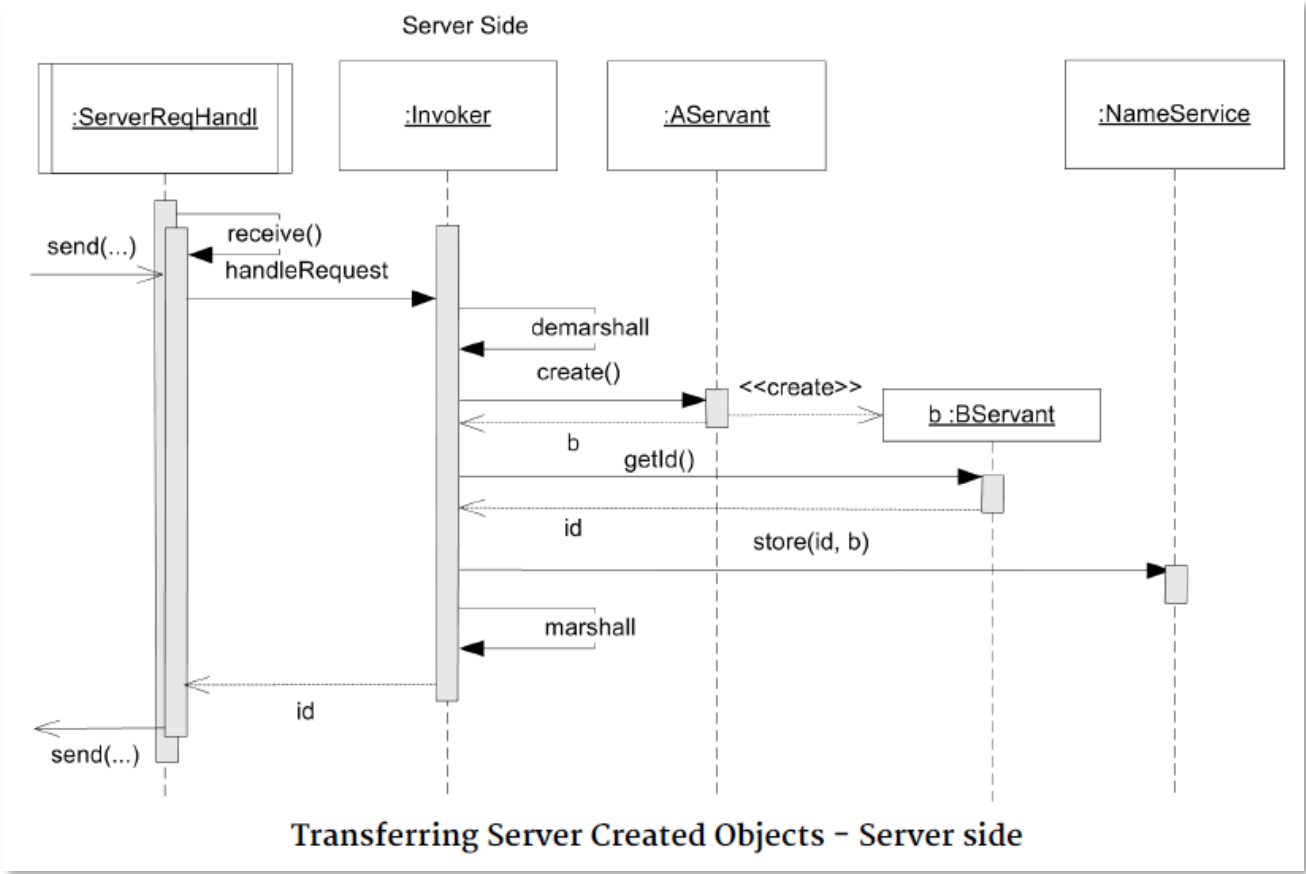 Server Side
:ServerReqHandl
:Invoker
:AServant
:NameService
receive()
send(...)
handleRequest
demarshall
create()
<<create>>
b :BServant
b
getId()
id
store(id, b)
marshall
id
send(...)
Transferring Server Created Objects - Server side